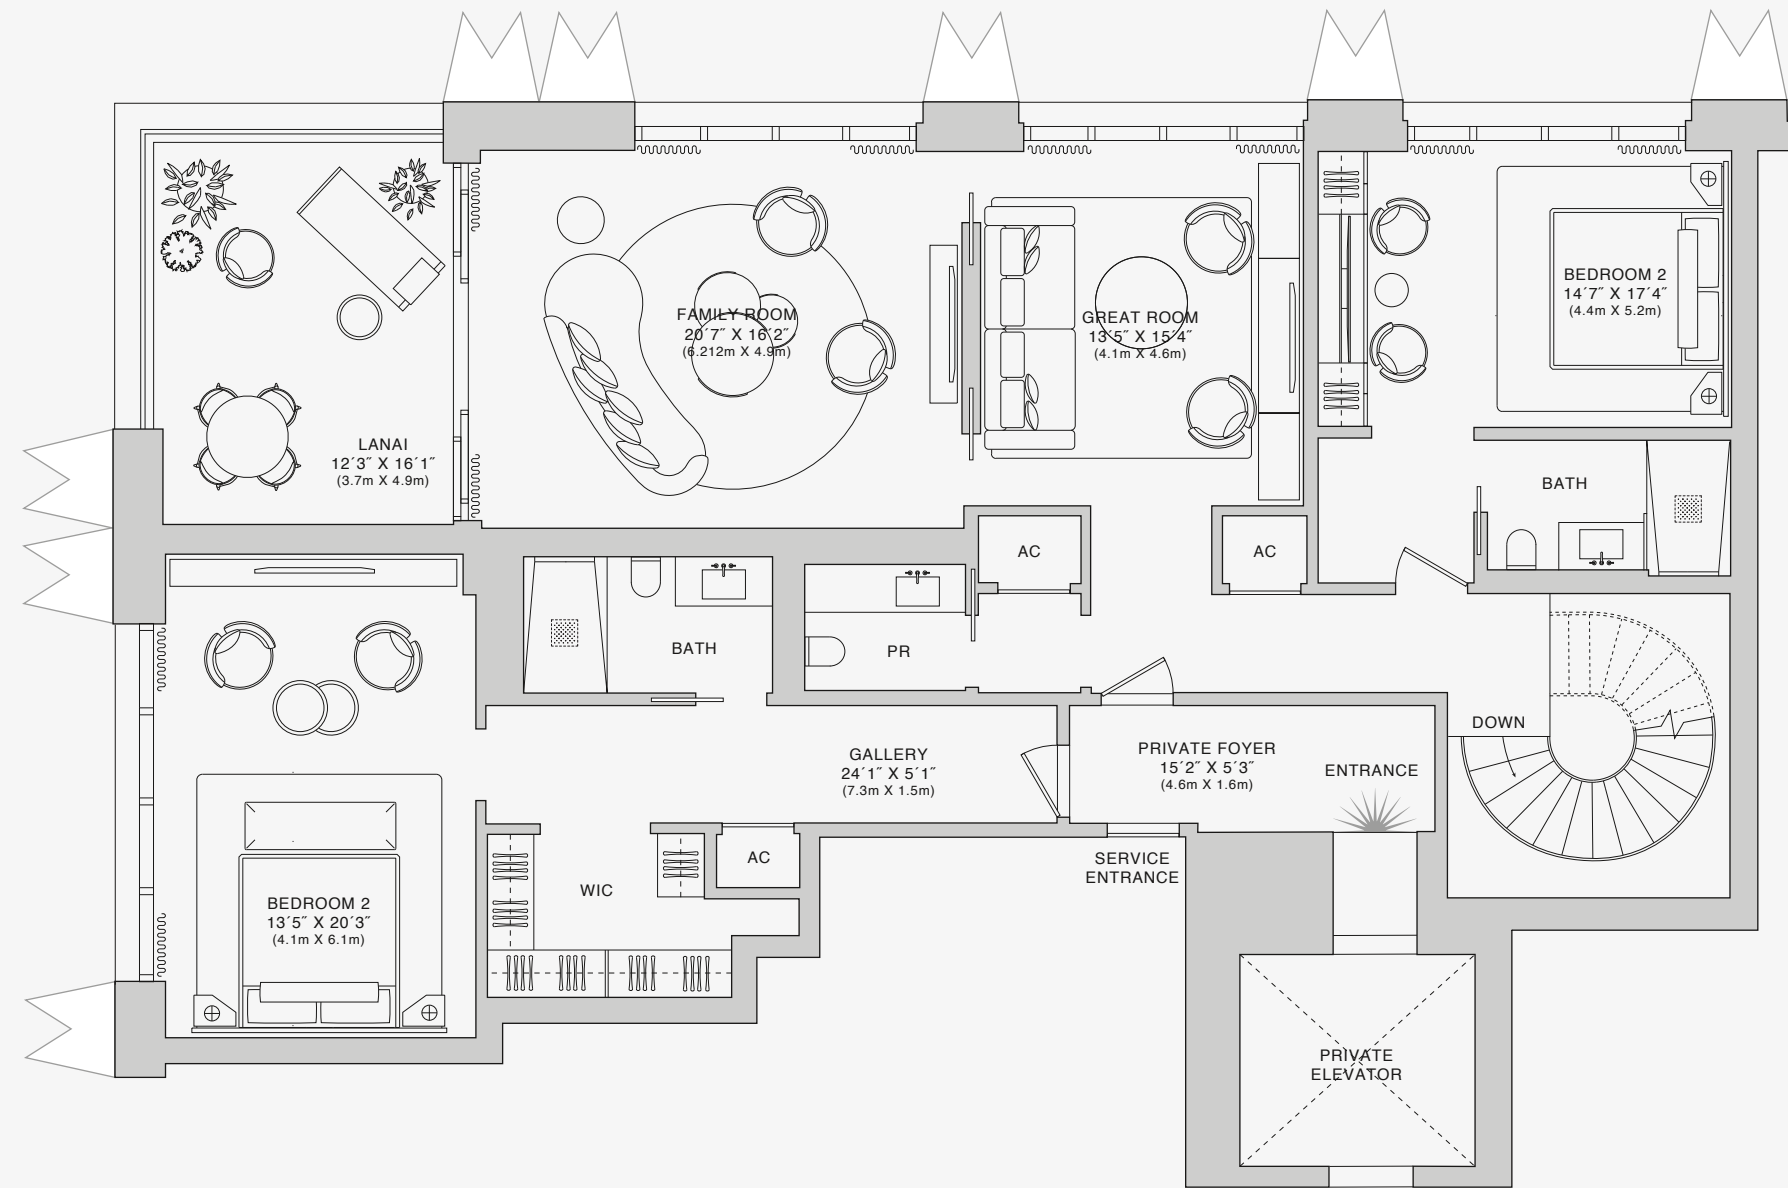 FAMILY ROOM
20´7˝ X 16´2˝
(6.212m X 4.9m)
GREAT ROOM
13´5˝ X 15´4˝
(4.1m X 4.6m)
BEDROOM 2
14´7˝ X 17´4˝
(4.4m X 5.2m)
LANAI
12´3˝ X 16´1˝
(3.7m X 4.9m)
BATH
AC
AC
BATH
PR
DOWN
GALLERY
24´1˝ X 5´1˝
(7.3m X 1.5m)
PRIVATE FOYER
15´2˝ X 5´3˝
(4.6m X 1.6m)
ENTRANCE
AC
SERVICE
ENTRANCE
WIC
BEDROOM 2
13´5˝ X 20´3˝
(4.1m X 6.1m)
PRIVATE
ELEVATOR